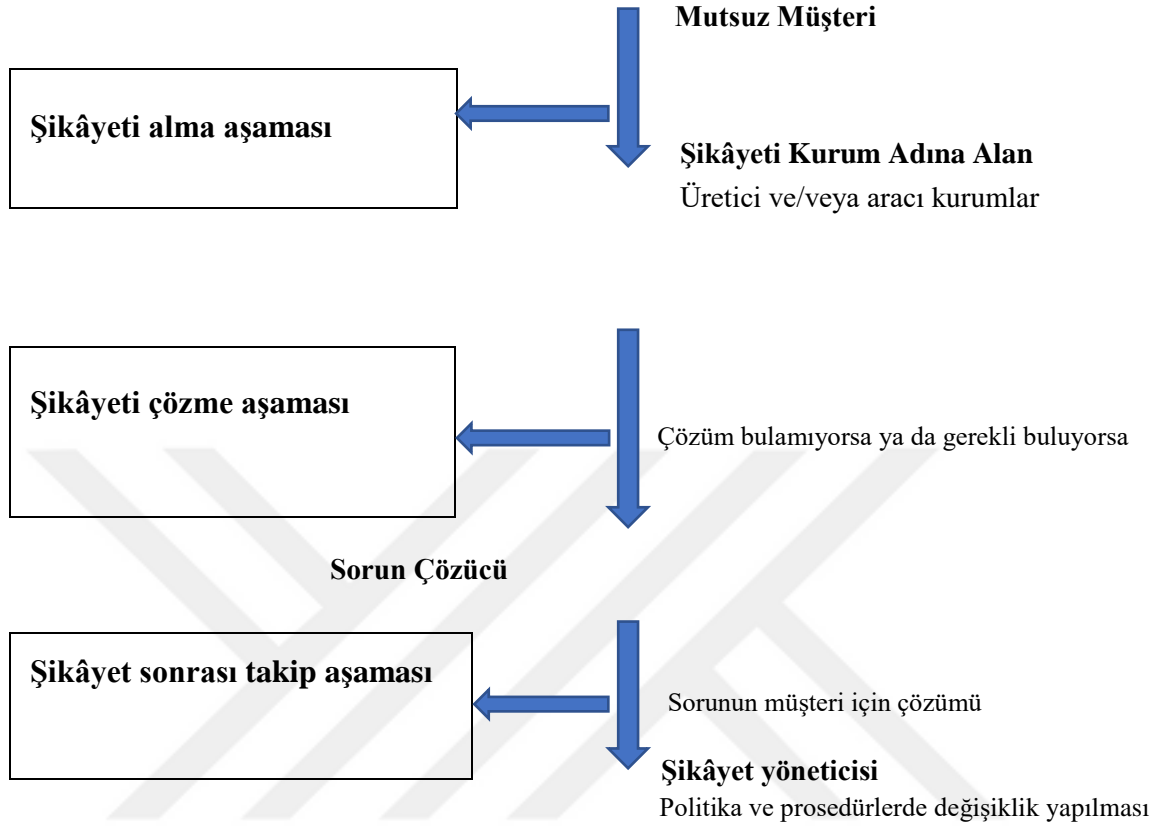 Mutsuz Müşteri
Şikâyeti alma aşaması
Şikâyeti Kurum Adına Alan
Üretici ve/veya aracı kurumlar
Şikâyeti çözme aşaması
Çözüm bulamıyorsa ya da gerekli buluyorsa
Sorun Çözücü
Şikâyet sonrası takip aşaması
Sorunun müşteri için çözümü
Şikâyet yöneticisi
Politika ve prosedürlerde değişiklik yapılması